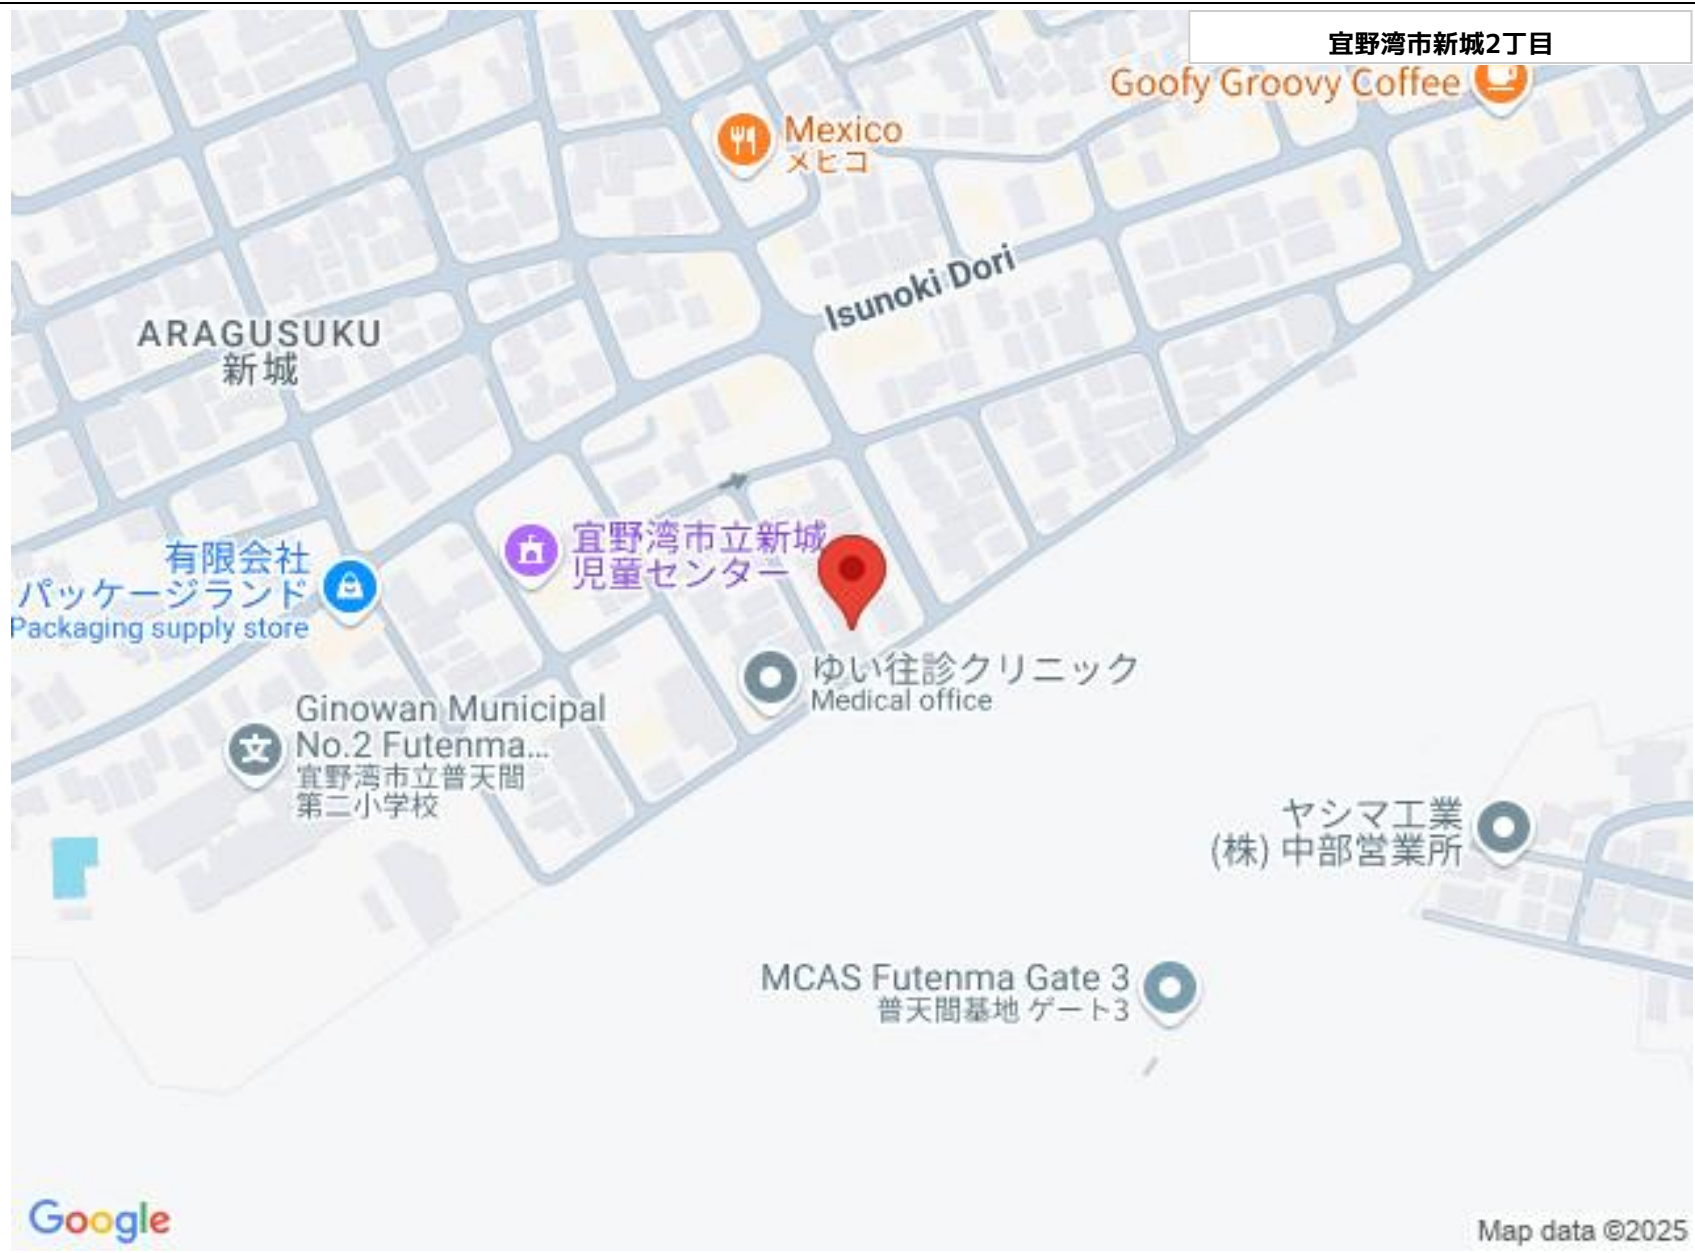 宜野湾市新城2丁目
Goofy Groovy Coffee
Mexico
メヒコ
Isunoki Dori
ARAGUSUKU
新城
宜野湾市立新城
児童センター
有限会社
パッケージランド
Packaging supply store
ゆい往診クリニック
Medical office
Ginowan Municipal
No.2 Futenma...
宜野湾市立普天間
第二小学校
ヤシマ工業
(株) 中部営業所
MCAS Futenma Gate 3
普天間基地 ゲート3
Google
Map data ©2025